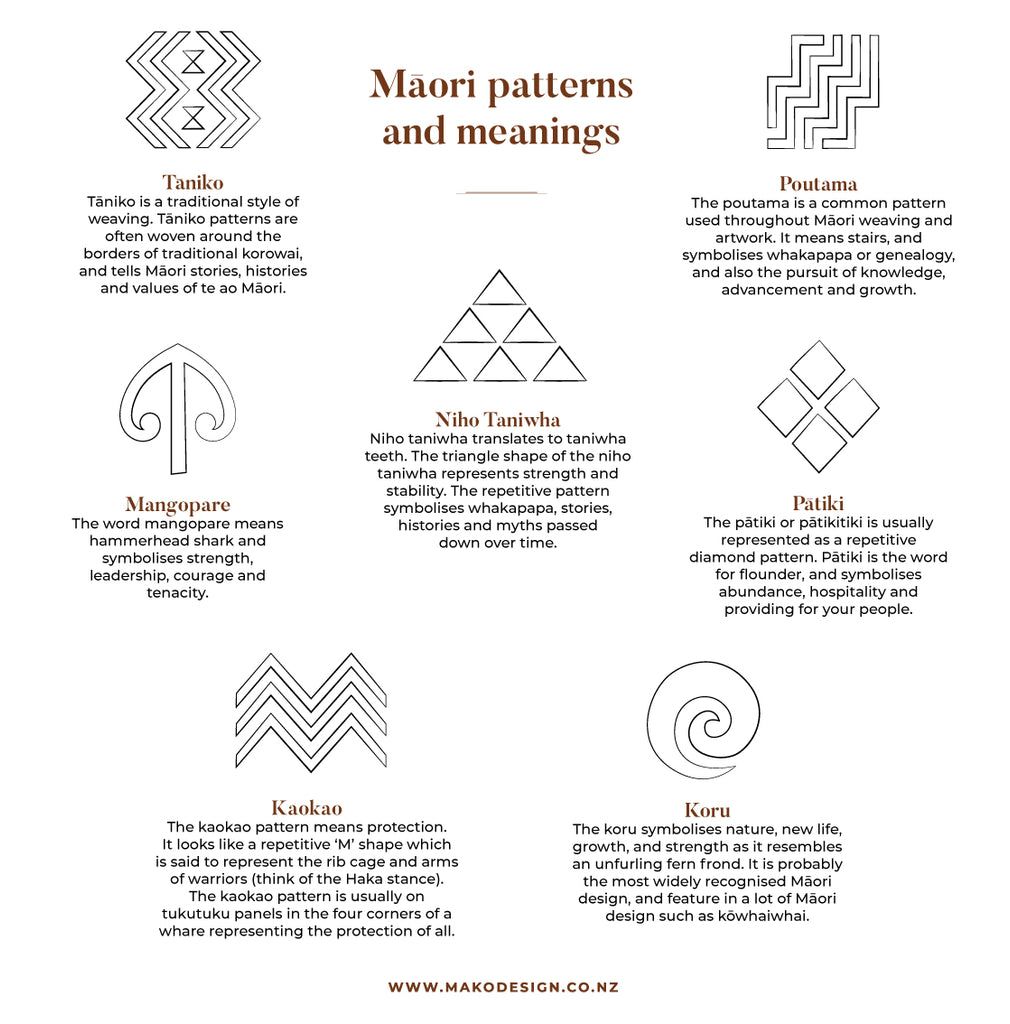 Māori patterns
and meanings
Taniko
Tāniko is a traditional style of
weaving. Tāniko patterns are
often woven around the
borders of traditional korowai,
and tells Māori stories, histories
and values of te ao Māori.
Poutama
The poutama is a common pattern
used throughout Māori weaving and
artwork. It means stairs, and
symbolises whakapapa or genealogy,
and also the pursuit of knowledge,
advancement and growth.
Niho Taniwha
Niho taniwha translates to taniwha
teeth. The triangle shape of the niho
taniwha represents strength and
stability. The repetitive pattern
symbolises whakapapa, stories,
histories and myths passed
down over time.
Mangopare
The word mangopare means
hammerhead shark and
symbolises strength,
leadership, courage and
tenacity.
Pātiki
The pātiki or pātikitiki is usually
represented as a repetitive
diamond pattern. Pātiki is the word
for flounder, and symbolises
abundance, hospitality and
providing for your people.
Kaokao
The kaokao pattern means protection.
It looks like a repetitive ‘M’ shape which
is said to represent the rib cage and arms
of warriors (think of the Haka stance).
The kaokao pattern is usually on
tukutuku panels in the four corners of a
whare representing the protection of all.
Koru
The koru symbolises nature, new life,
growth, and strength as it resembles
an unfurling fern frond. It is probably
the most widely recognised Māori
design, and feature in a lot of Māori
design such as kōwhaiwhai.
WWW.MAKODESIGN.CO.NZ